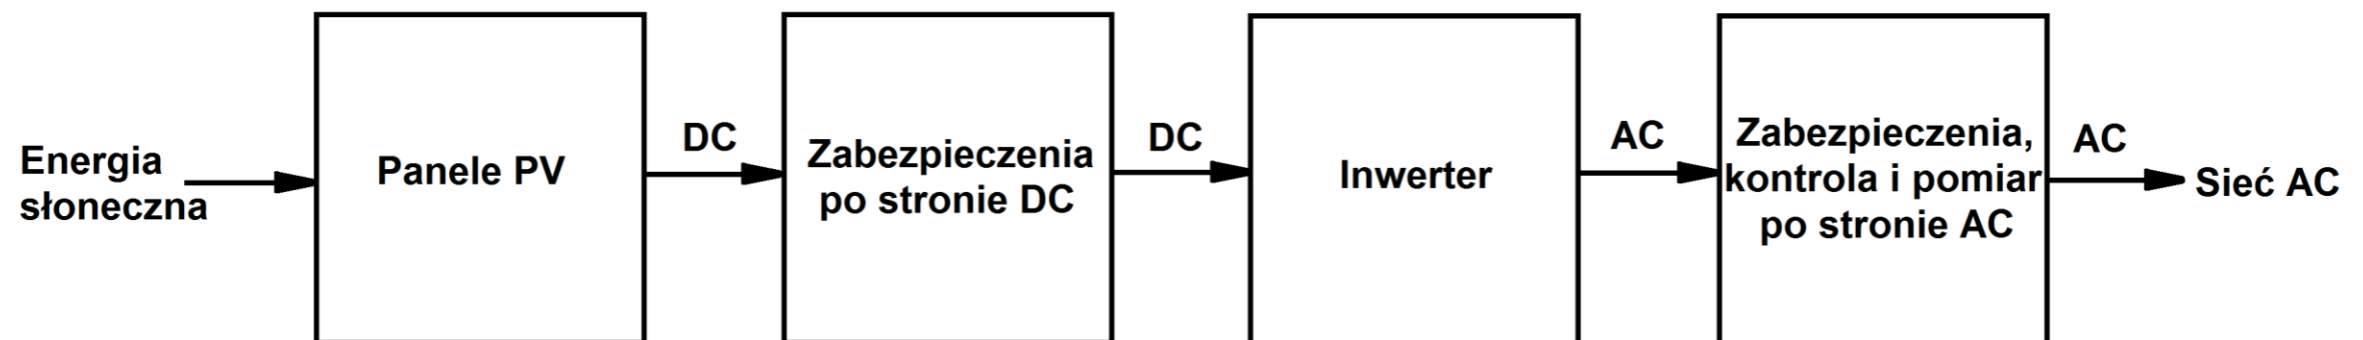 Energia
słoneczna
Panele PV
DC
Zabezpieczenia
po stronie DC
DC
Inwerter
AC
Zabezpieczenia,
kontrola i pomiar
po stronie AC
AC
Sieć AC